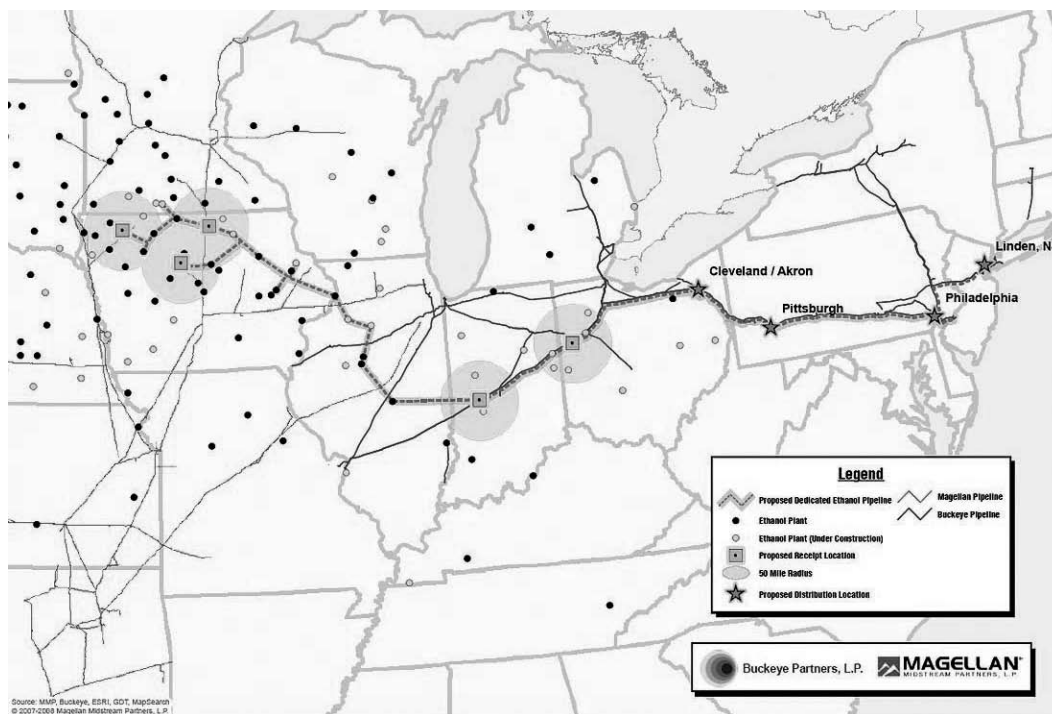 Linden, N
Cleveland / Akron
Pittsburgh
Philadelphia
Legend
Proposed Dedicated Ethanol Pipeline
Magellan Pipeline
Ethanol Plant
Buckeye Pipeline
Ethanol Plant (Under Construction)
Proposed Receipt Location
50 Mile Radius
Proposed Distribution Location
Buckeye Partners, L.P.
MAGELLAN
MIDSTREAM PARTNERS, L.P.
Source: MMP, Buckeye, ESRI, GDT, MapSearch
© 2007-2008 Magellan Midstream Partners, L.P.